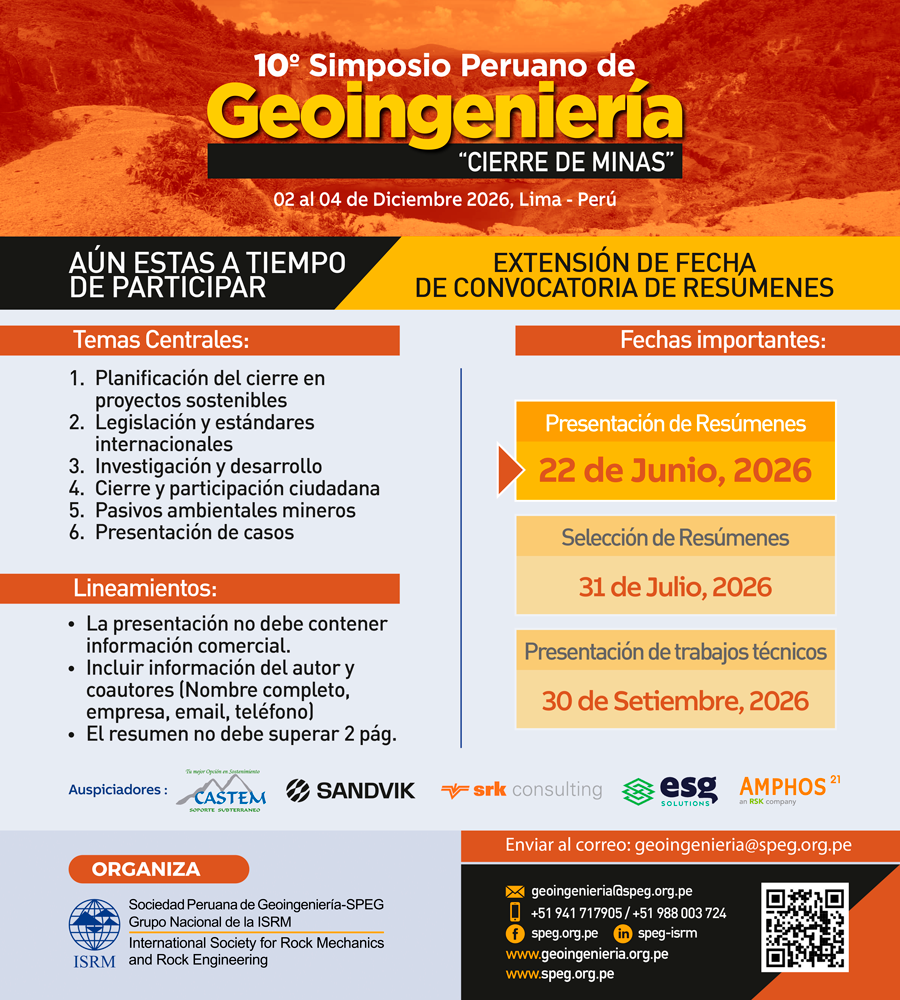 10º Simposio Peruano de
Geoingeniería
“CIERRE DE MINAS”
02 al 04 de Diciembre 2026, Lima - Perú
AÚN ESTAS A TIEMPO
DE PARTICIPAR
EXTENSIÓN DE FECHA
DE CONVOCATORIA DE RESÚMENES
Temas Centrales:
1. Planificación del cierre en
proyectos sostenibles
2. Legislación y estándares
internacionales
3. Investigación y desarrollo
4. Cierre y participación ciudadana
5. Pasivos ambientales mineros
6. Presentación de casos
Lineamientos:
• La presentación no debe contener
información comercial.
• Incluir información del autor y
coautores (Nombre completo,
empresa, email, teléfono)
• El resumen no debe superar 2 pág.
Fechas importantes:
Presentación de Resúmenes
22 de Junio, 2026
Selección de Resúmenes
31 de Julio, 2026
Presentación de trabajos técnicos
30 de Setiembre, 2026
Auspiciadores :
Tu mejor Opción en Sostenimiento
CASTEM
SOPORTE SUBTERRANEO
SANDVIK
srk consulting
esg
SOLUTIONS
AMPHOS 21
an RSK company
ORGANIZA
ISRM
Sociedad Peruana de Geoingeniería-SPEG
Grupo Nacional de la ISRM
International Society for Rock Mechanics
and Rock Engineering
Enviar al correo: geoingenieria@speg.org.pe
geoingenieria@speg.org.pe
+51 941 717905 / +51 988 003 724
speg.org.pe speg-isrm
www.geoingenieria.org.pe
www.speg.org.pe